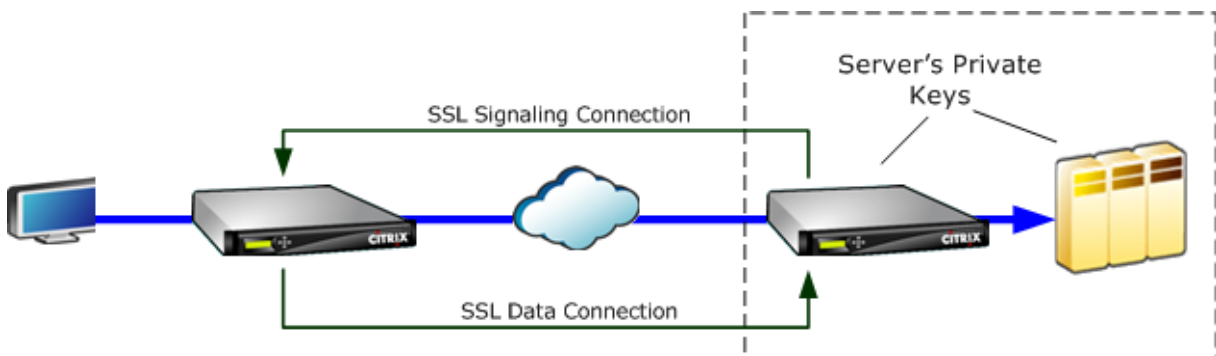 Server's Private
Keys
SSL Signaling Connection
CITRIX
CITRIX
SSL Data Connection